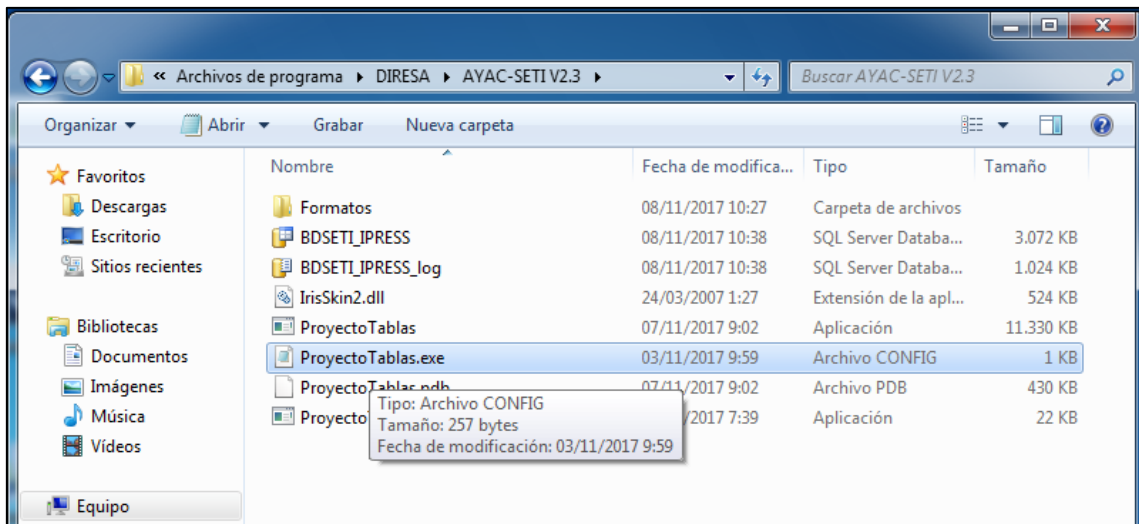 « Archivos de programa ▸ DIRESA ▸ AYAC-SETI V2.3 ▸ Buscar AYAC-SETI V2.3
Organizar Abrir Grabar Nueva carpeta
Favoritos
Descargas
Escritorio
Sitios recientes
Bibliotecas
Documentos
Imágenes
Música
Vídeos
Equipo
Nombre Fecha de modifica... Tipo Tamaño
Formatos 08/11/2017 10:27 Carpeta de archivos
BDSETI_IPRESS 08/11/2017 10:38 SQL Server Databa... 3.072 KB
BDSETI_IPRESS_log 08/11/2017 10:38 SQL Server Databa... 1.024 KB
IrisSkin2.dll 24/03/2007 1:27 Extensión de la apl... 524 KB
ProyectoTablas 07/11/2017 9:02 Aplicación 11.330 KB
ProyectoTablas.exe 03/11/2017 9:59 Archivo CONFIG 1 KB
ProyectoTablas.pdb 07/11/2017 9:02 Archivo PDB 430 KB
Proyecto /2017 7:39 Aplicación 22 KB
Tipo: Archivo CONFIG
Tamaño: 257 bytes
Fecha de modificación: 03/11/2017 9:59